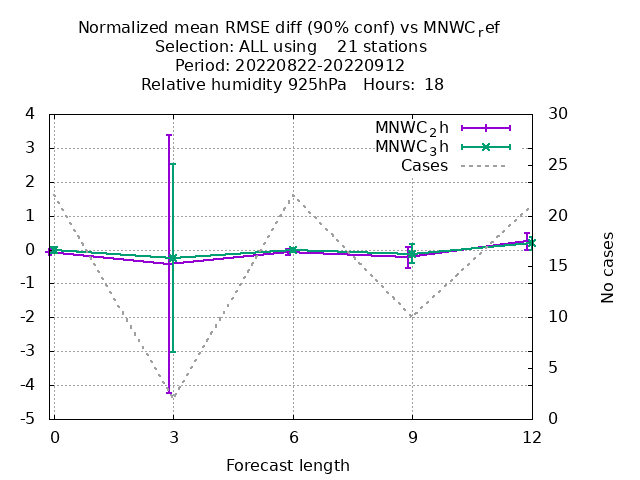 Normalized mean RMSE diff (90% conf) vs MNWC_ref
Selection: ALL using    21 stations
Period: 20220822-20220912
Relative humidity 925hPa   Hours:  18
MNWC_2h
MNWC_3h
Cases
4
3
2
1
0
-1
-2
-3
-4
-5
30
25
20
15
10
5
0
No cases
0 3 6 9 12
Forecast length